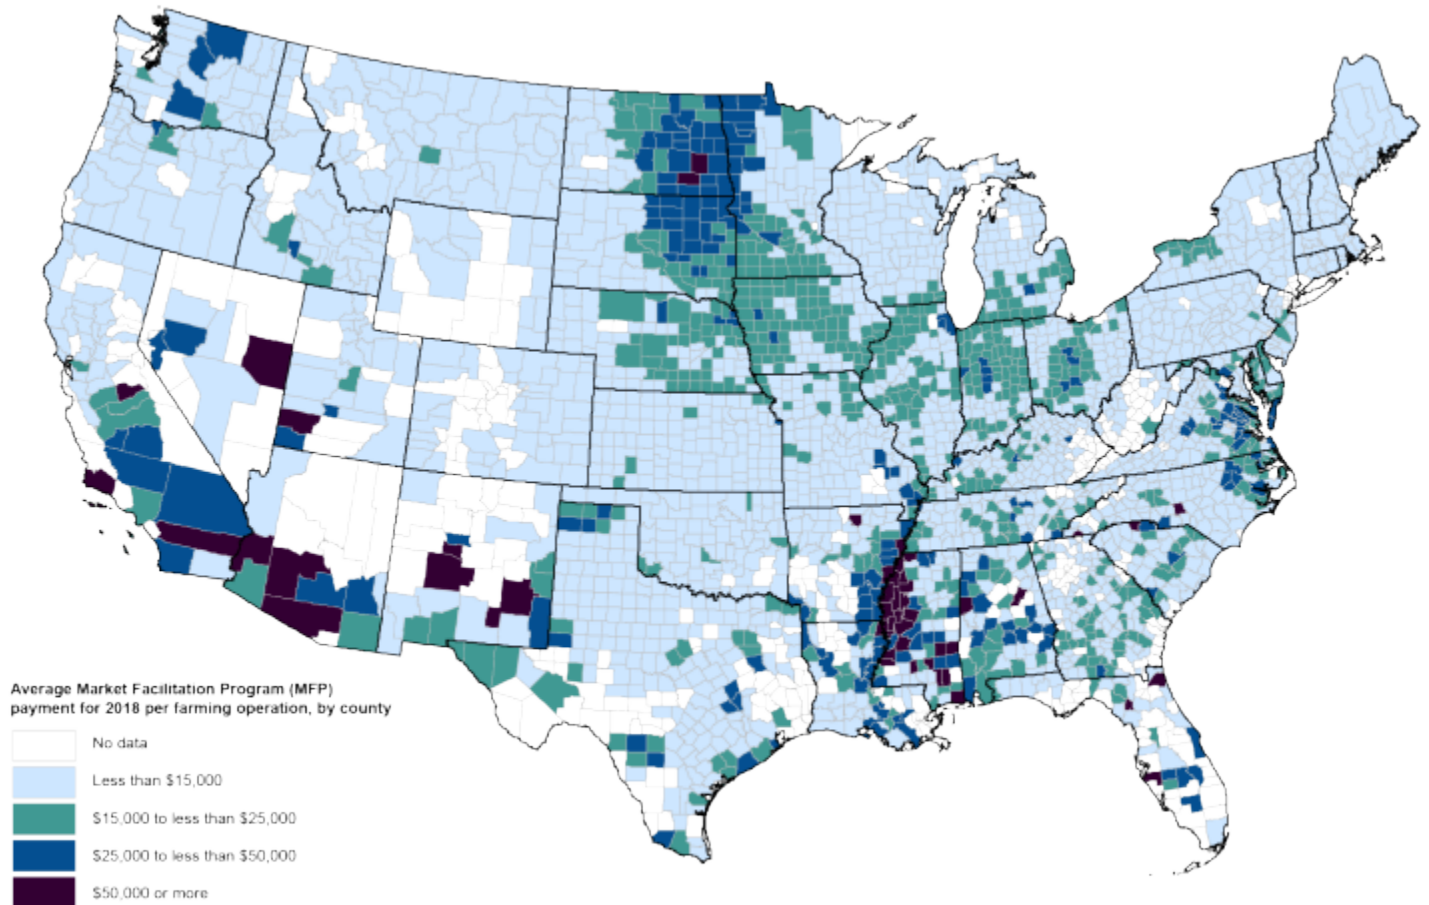 Average Market Facilitation Program (MFP)
payment for 2018 per farming operation, by county
No data
Less than $15,000
$15,000 to less than $25,000
$25,000 to less than $50,000
$50,000 or more